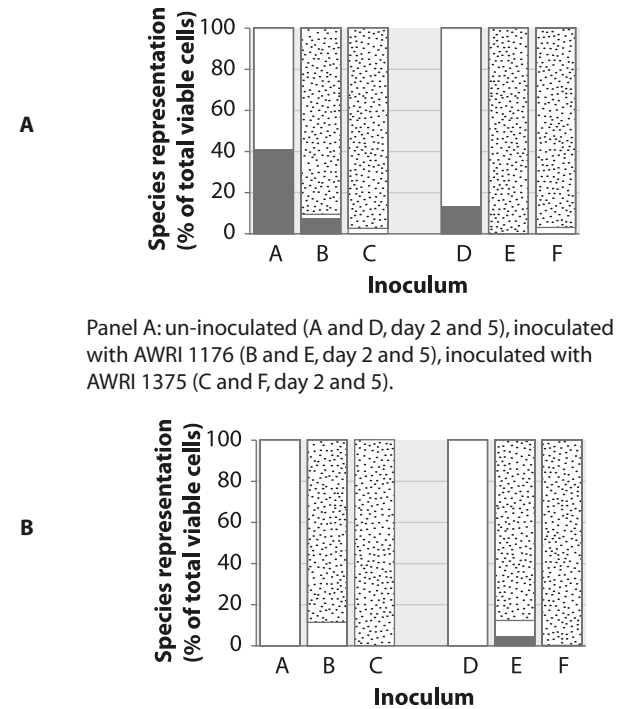 A
Species representation
(% of total viable cells)
100
80
60
40
20
0
A B C D E F
Inoculum
Panel A: un-inoculated (A and D, day 2 and 5), inoculated
with AWRI 1176 (B and E, day 2 and 5), inoculated with
AWRI 1375 (C and F, day 2 and 5).
B
Species representation
(% of total viable cells)
100
80
60
40
20
0
A B C D E F
Inoculum